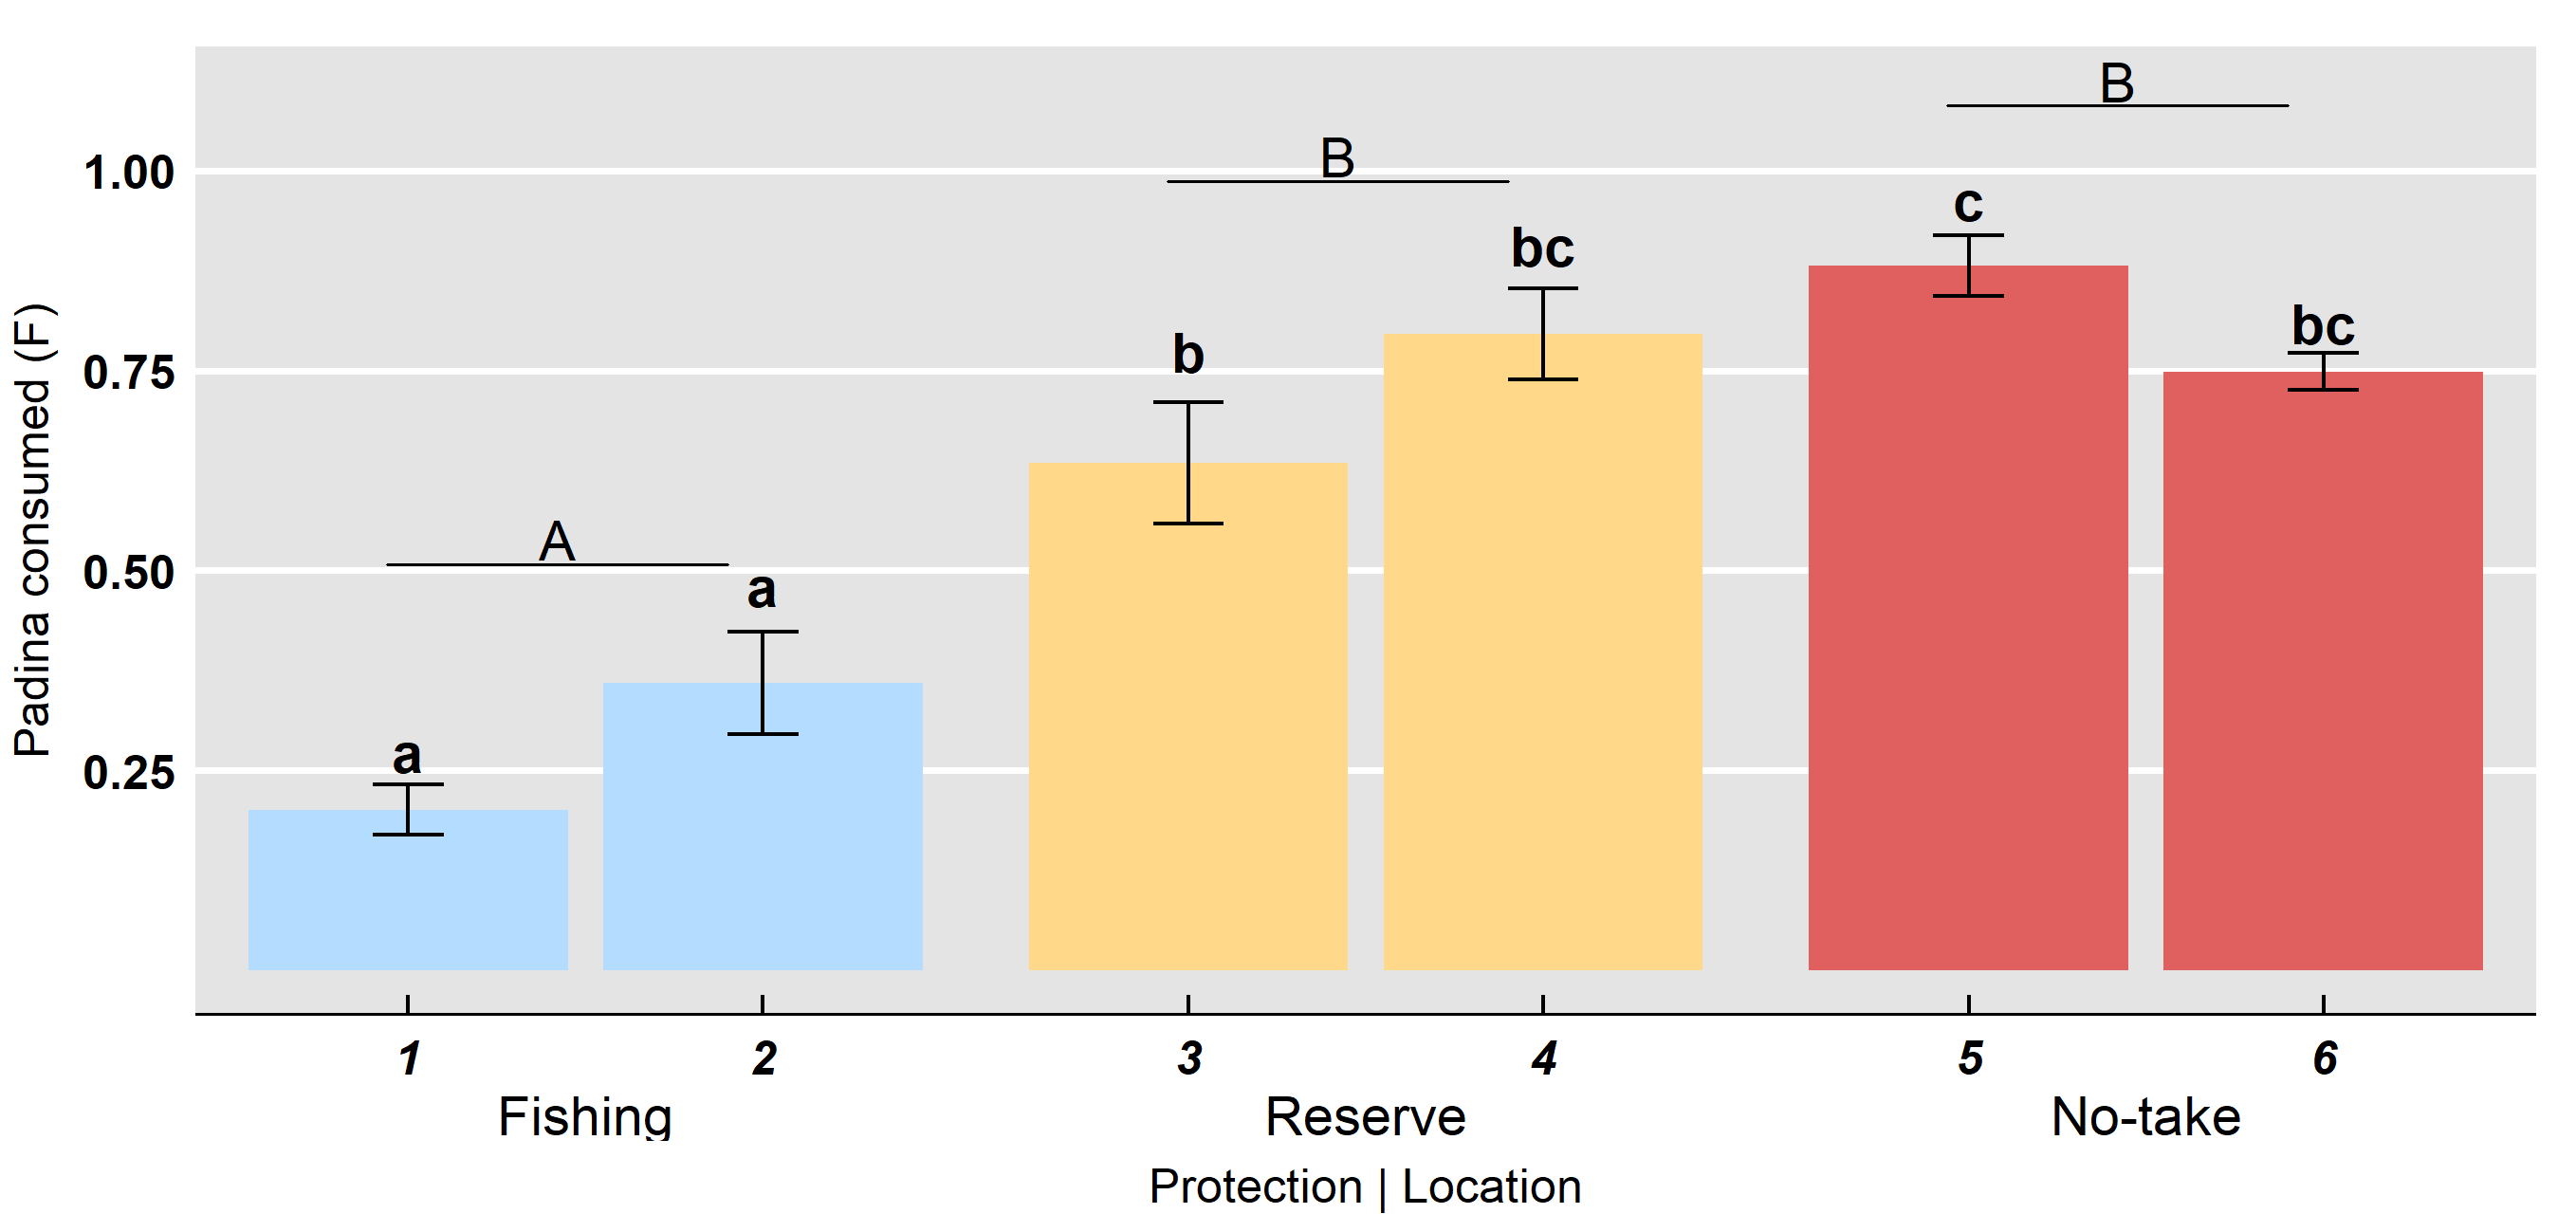 B
B
1.00
c
bc
bc
b
0.75
A
0.50
a
a
0.25
Padina consumed (F)
1 2 3 4 5 6
Fishing Reserve No-take
Protection | Location